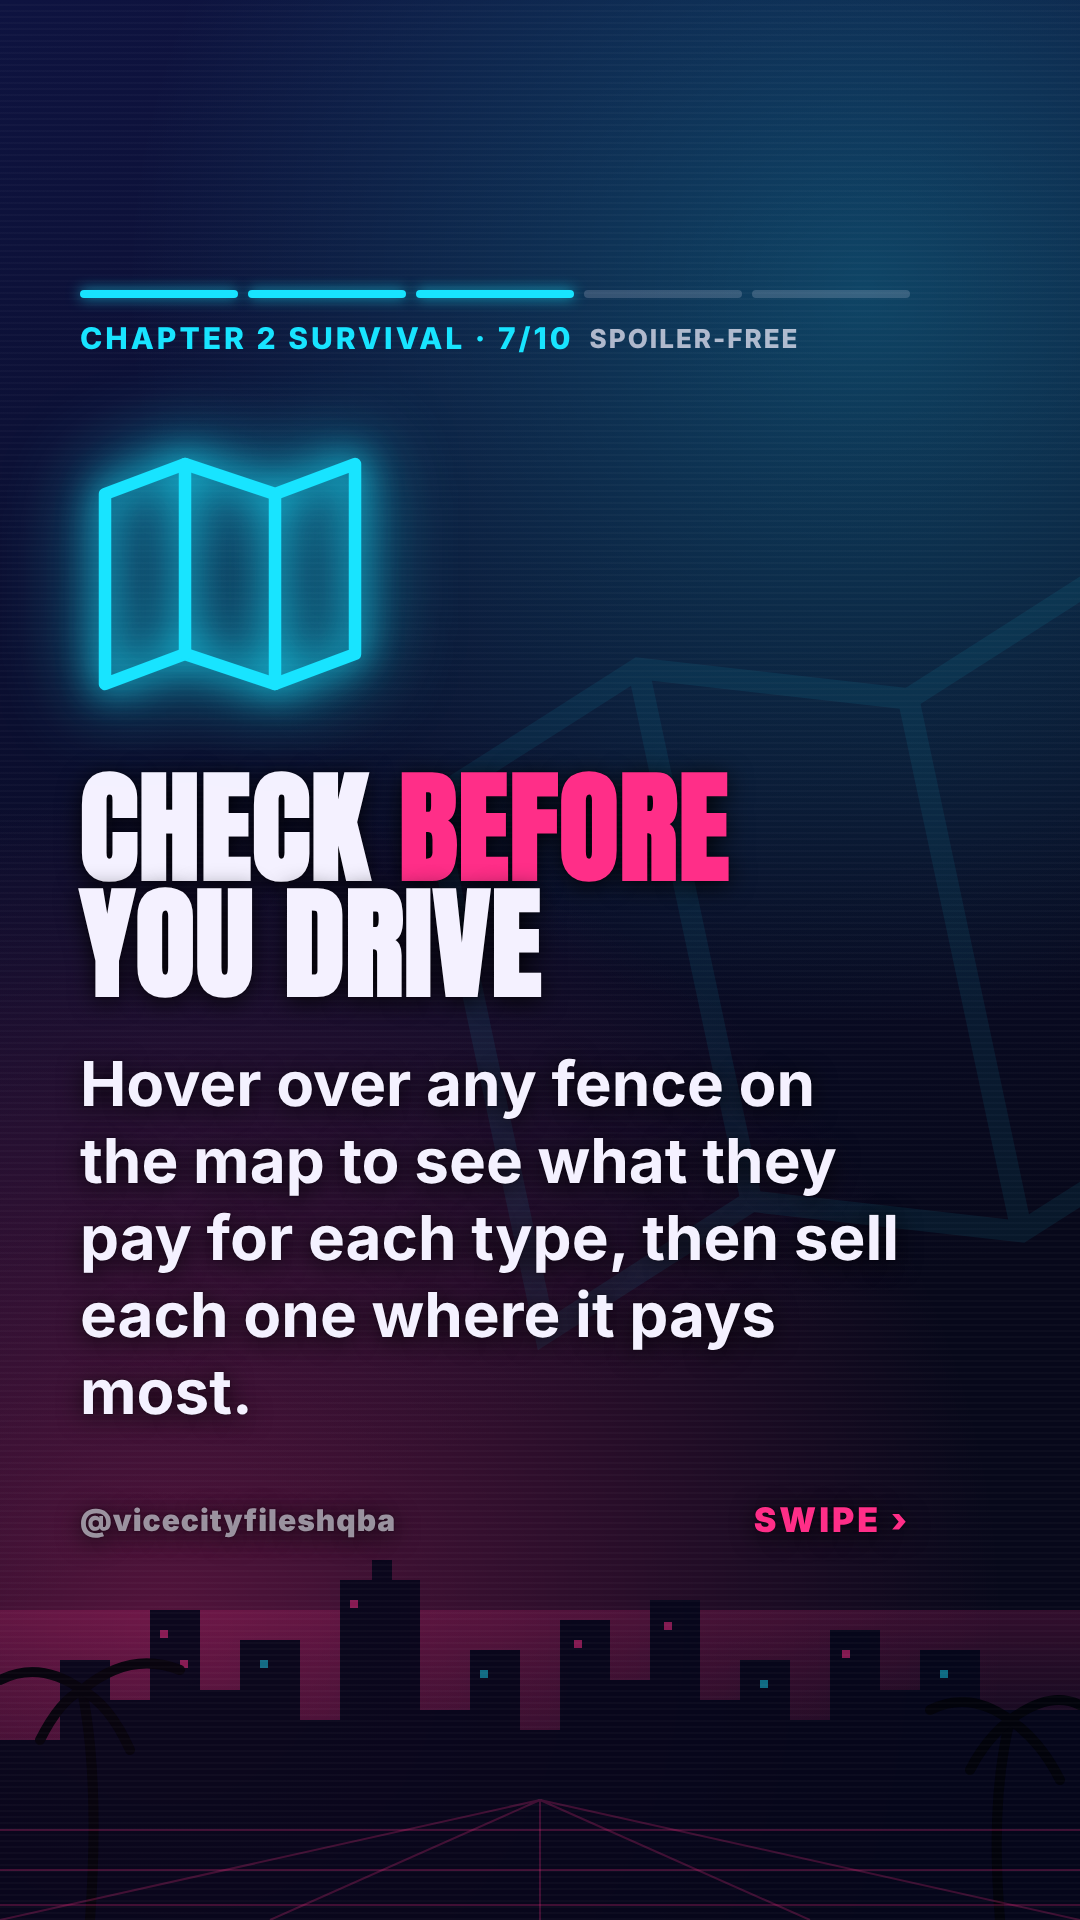 CHAPTER 2 SURVIVAL · 7/10 SPOILER-FREE
CHECK BEFORE
YOU DRIVE
Hover over any fence on
the map to see what they
pay for each type, then sell
each one where it pays
most.
@vicecityfileshqba
SWIPE ›